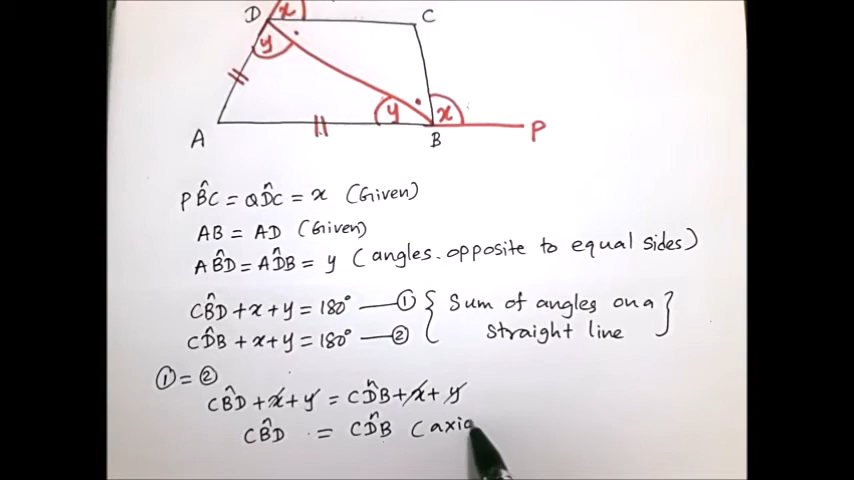 D x C
y
y x P
A B
PB̂C = QD̂C = x (Given)
AB = AD (Given)
AB̂D = AD̂B = y (angles opposite to equal sides)
CB̂D + x + y = 180° — ① { Sum of angles on a
CD̂B + x + y = 180° — ② straight line }
① = ②
CB̂D + x + y = CD̂B + x + y
CB̂D = CD̂B (axio